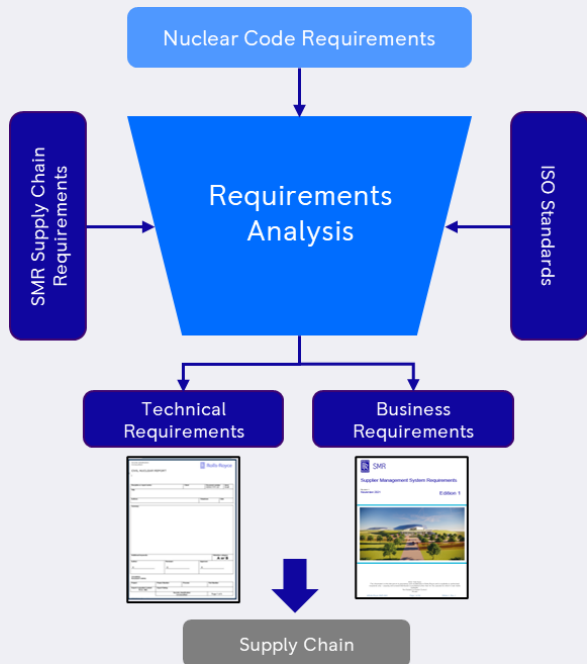 Nuclear Code Requirements
SMR Supply Chain
Requirements
Requirements
Analysis
ISO Standards
Technical
Requirements
Business
Requirements
Rolls-Royce
SMR
Supplier Management System Requirements
Edition 1
Supply Chain